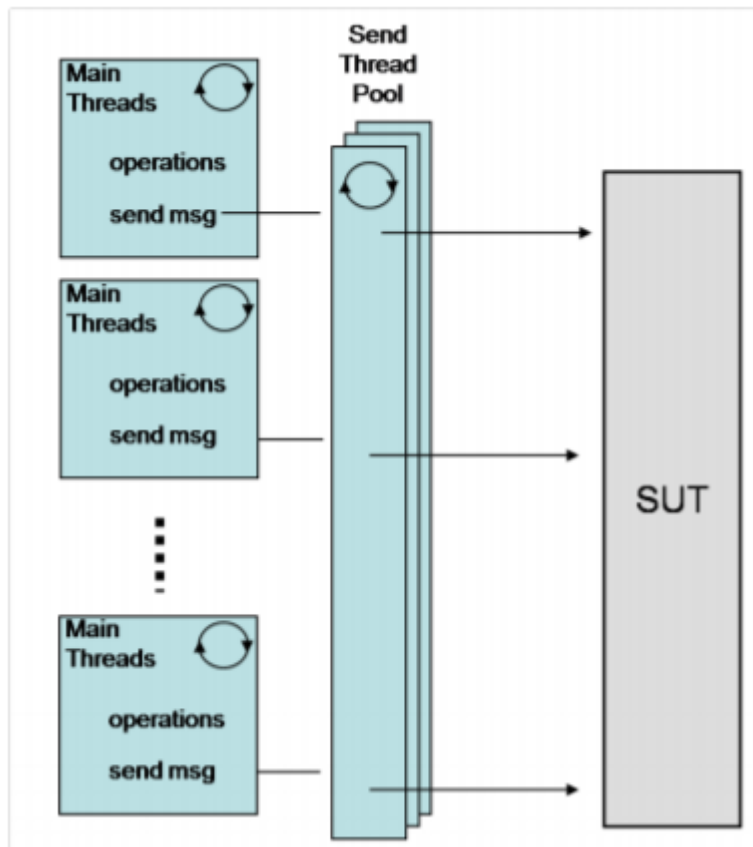 Main
Threads
operations
send msg
Main
Threads
operations
send msg
Main
Threads
operations
send msg
Send
Thread
Pool
SUT